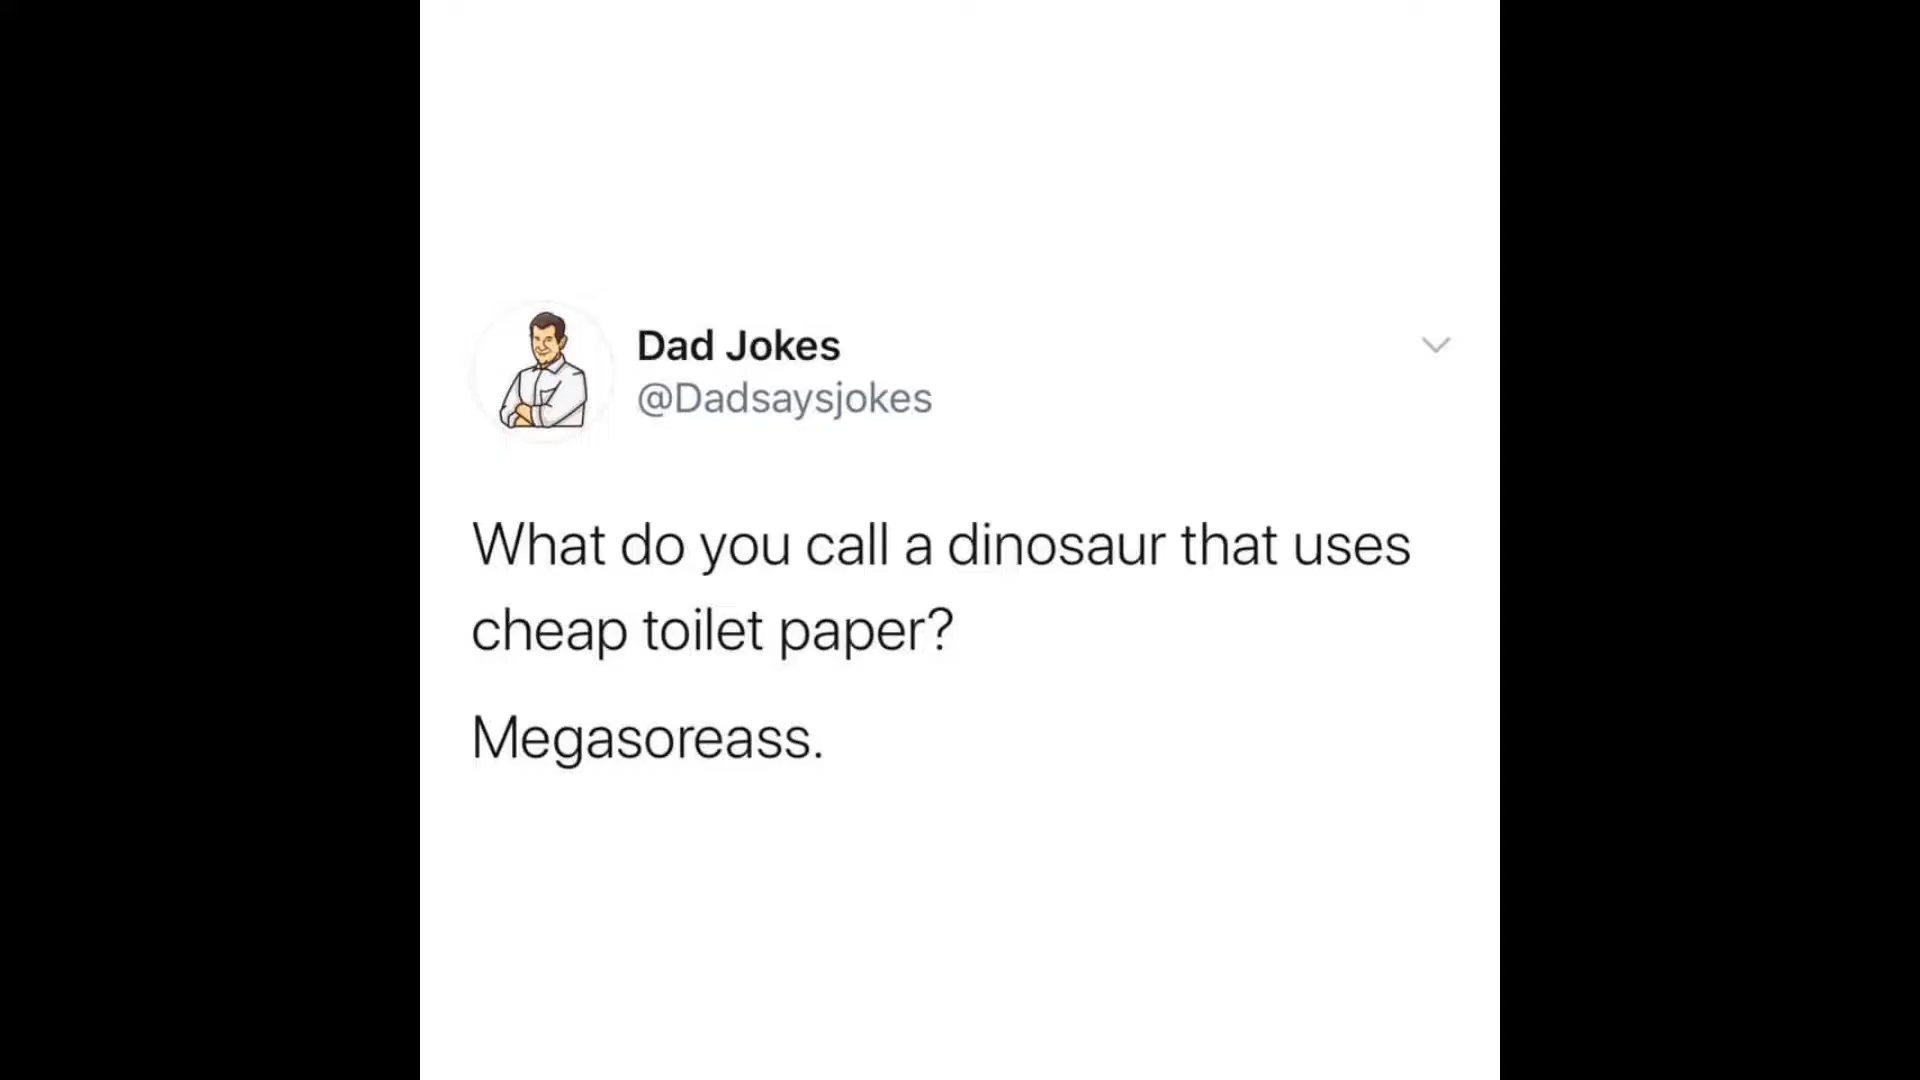 Dad Jokes
@Dadsaysjokes
What do you call a dinosaur that uses
cheap toilet paper?
Megasoreass.